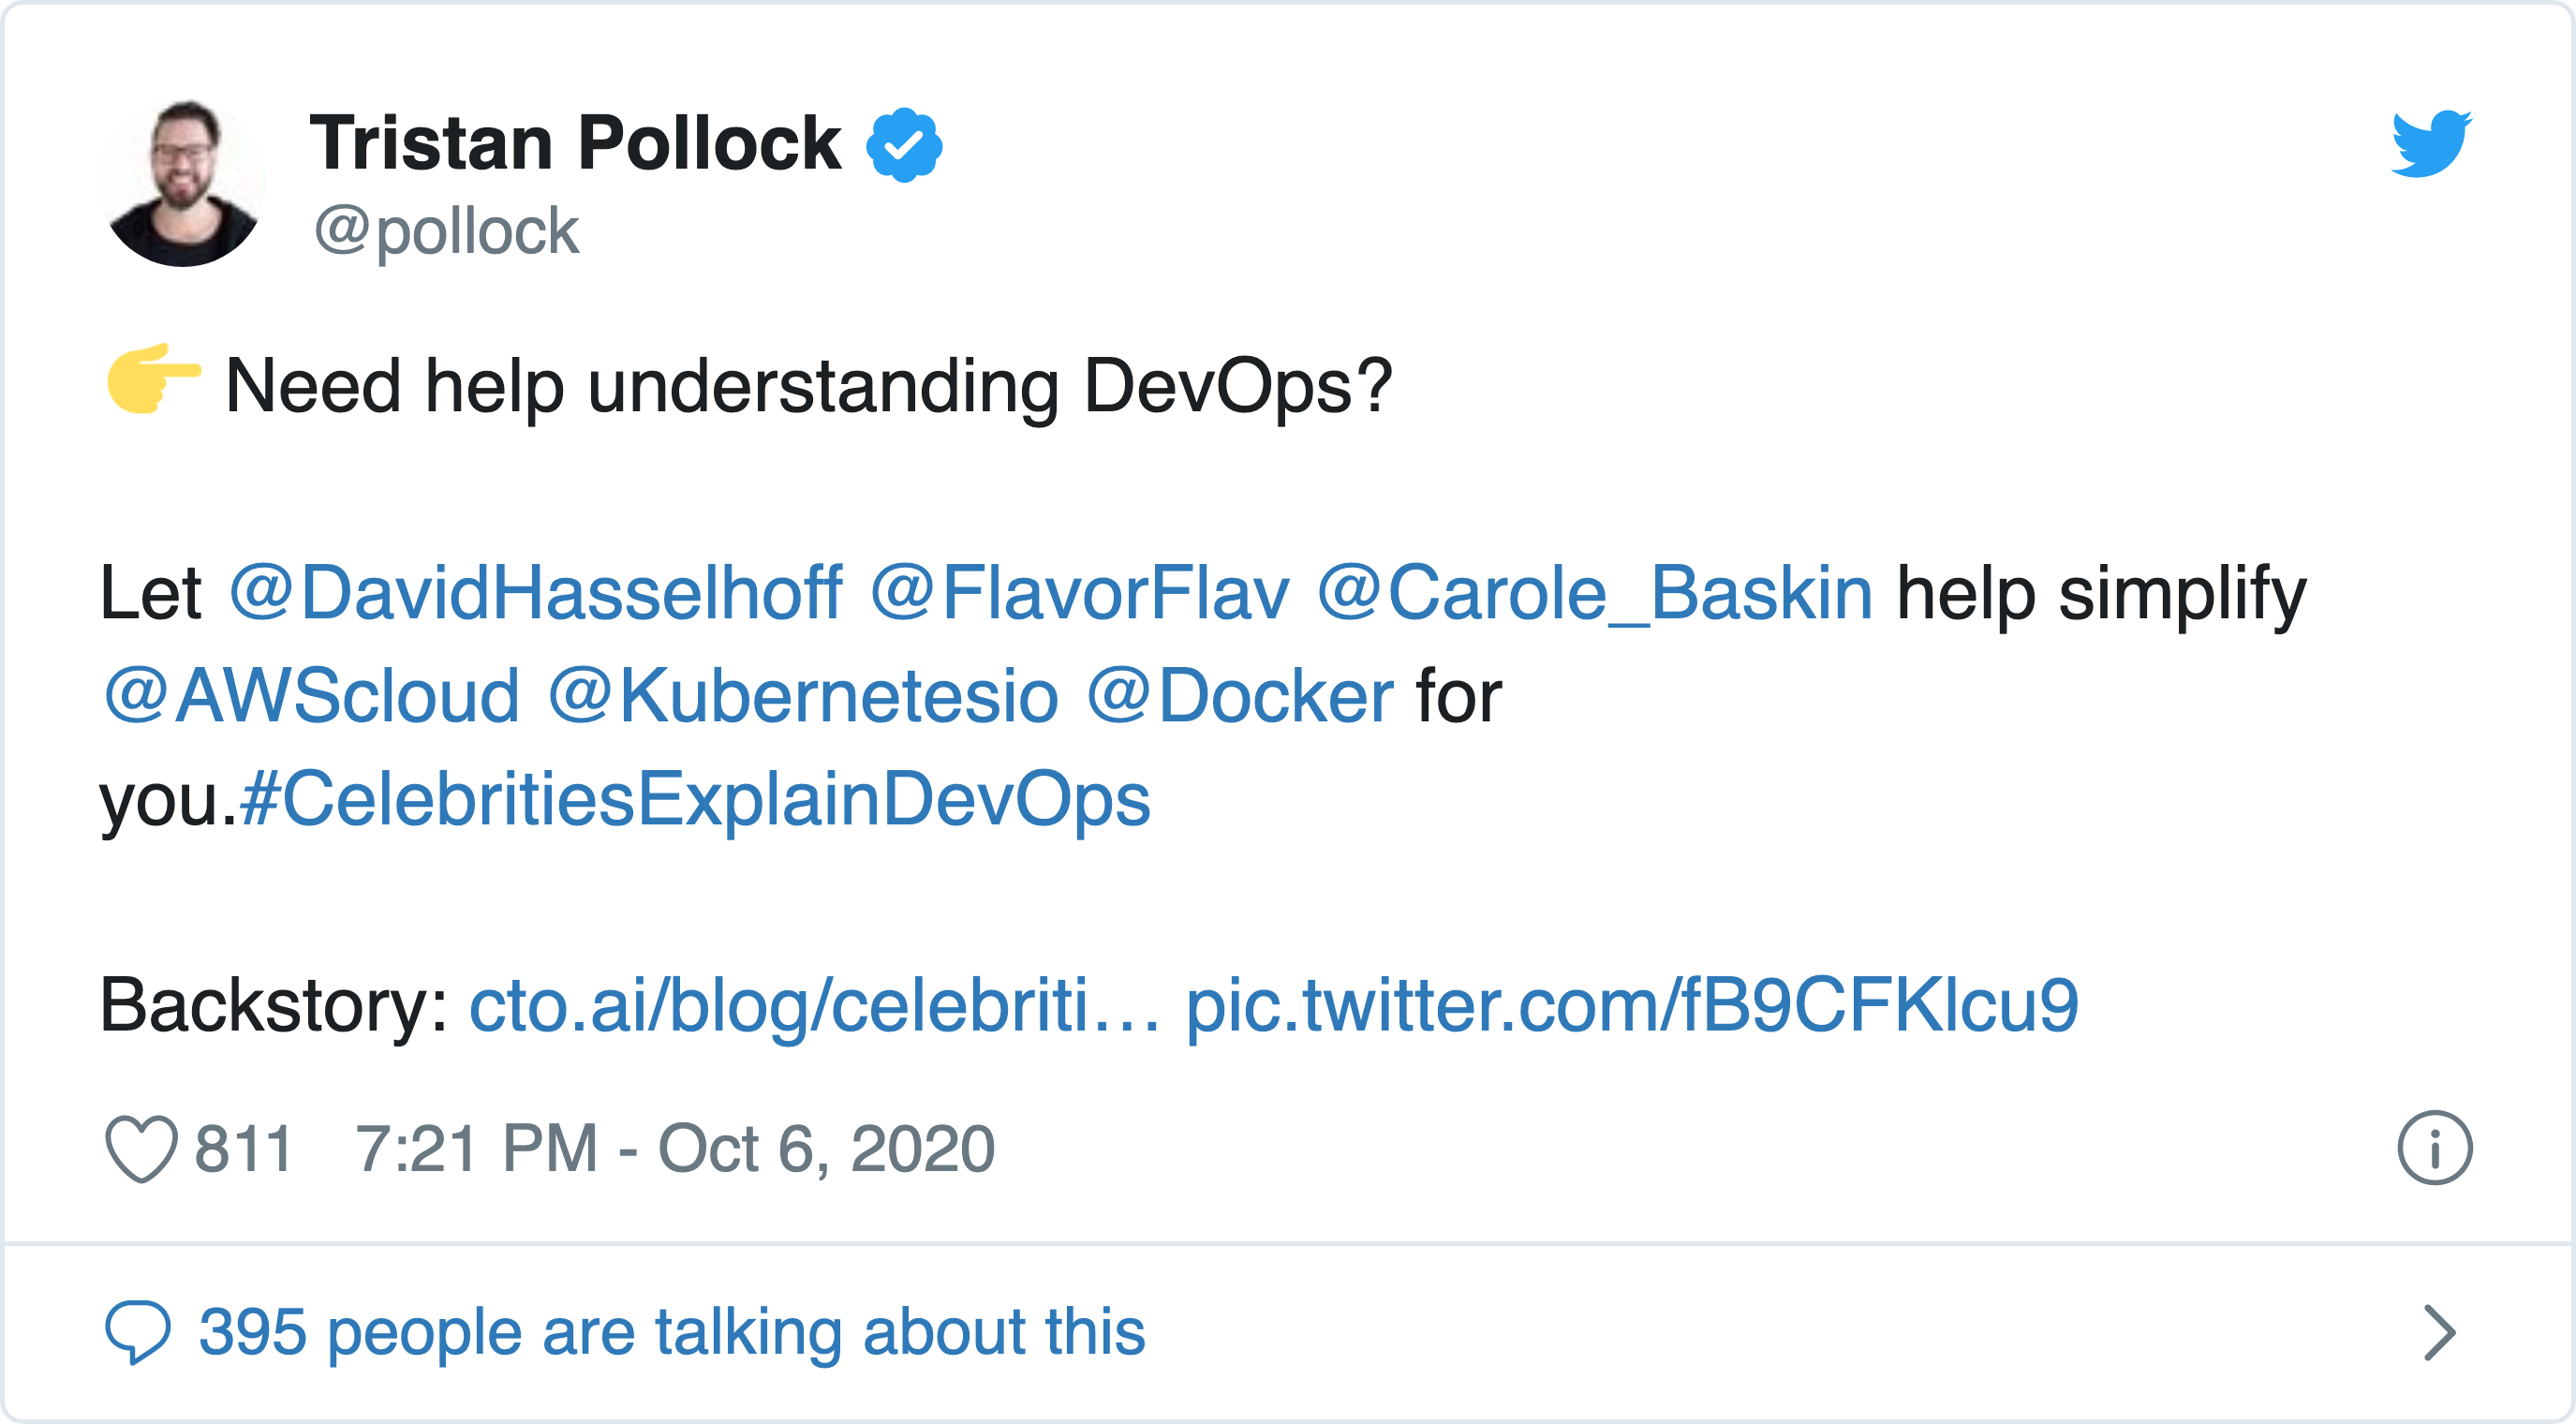 Tristan Pollock
@pollock
👉 Need help understanding DevOps?
Let @DavidHasselhoff @FlavorFlav @Carole_Baskin help simplify
@AWScloud @Kubernetesio @Docker for
you.#CelebritiesExplainDevOps
Backstory: cto.ai/blog/celebriti… pic.twitter.com/fB9CFKlcu9
811 7:21 PM - Oct 6, 2020
395 people are talking about this